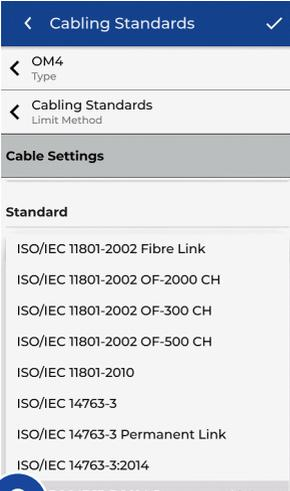 Cabling Standards
OM4
Type
Cabling Standards
Limit Method
Cable Settings
Standard
ISO/IEC 11801-2002 Fibre Link
ISO/IEC 11801-2002 OF-2000 CH
ISO/IEC 11801-2002 OF-300 CH
ISO/IEC 11801-2002 OF-500 CH
ISO/IEC 11801-2010
ISO/IEC 14763-3
ISO/IEC 14763-3 Permanent Link
ISO/IEC 14763-3:2014